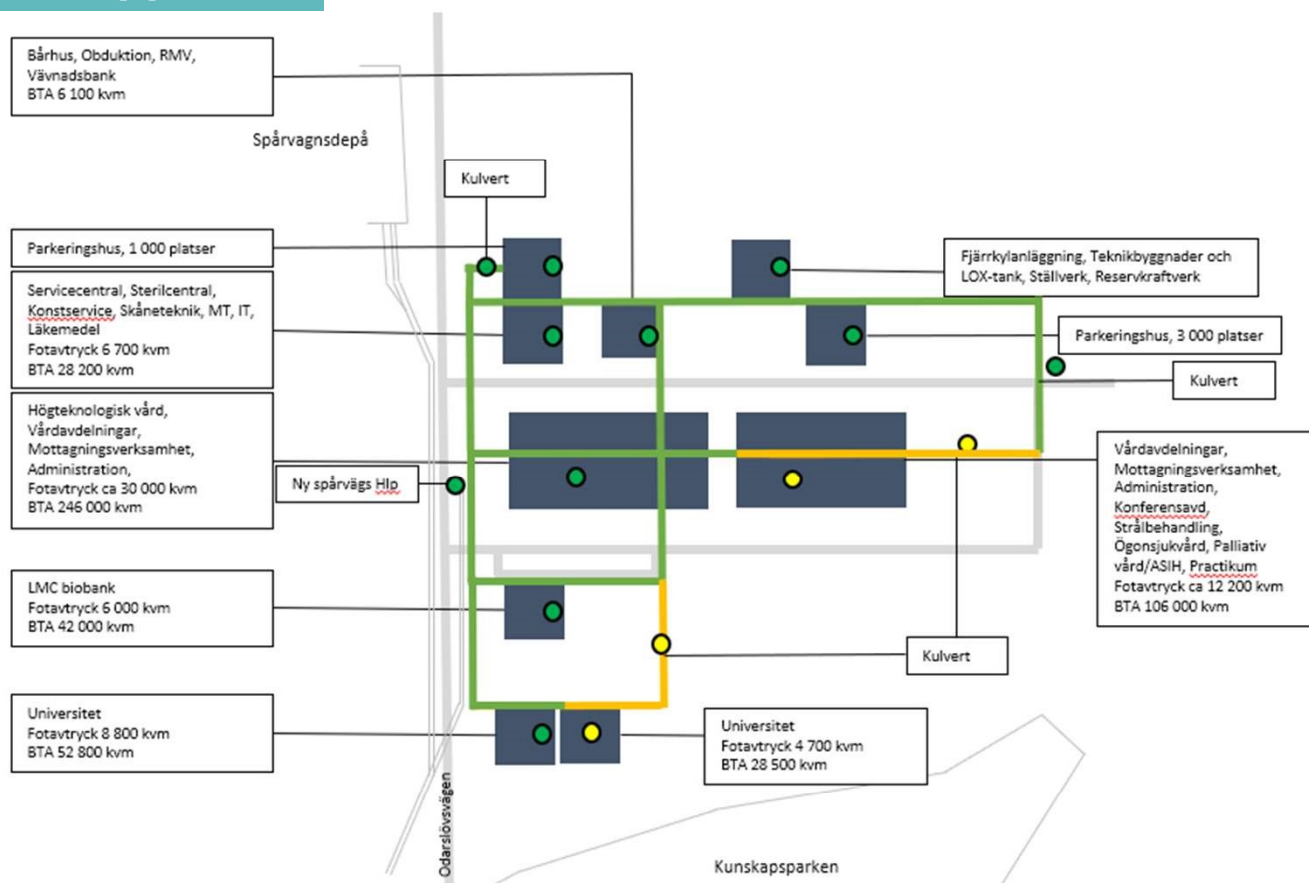 Bårhus, Obduktion, RMV,
Vävnadsbank
BTA 6 100 kvm
Spårvagnsdepå
Kulvert
Parkeringshus, 1 000 platser
Servicecentral, Sterilcentral,
Konstservice, Skåneteknik, MT, IT,
Läkemedel
Fotavtryck 6 700 kvm
BTA 28 200 kvm
Fjärrkylanläggning, Teknikbyggnader och
LOX-tank, Ställverk, Reservkraftverk
Parkeringshus, 3 000 platser
Kulvert
Högteknologisk vård,
Vårdavdelningar,
Mottagningsverksamhet,
Administration,
Fotavtryck ca 30 000 kvm
BTA 246 000 kvm
Ny spårvägs Hlp
Vårdavdelningar,
Mottagningsverksamhet,
Administration,
Konferensavd,
Strålbehandling,
Ögonsjukvård, Palliativ
vård/ASIH, Practikum
Fotavtryck ca 12 200 kvm
BTA 106 000 kvm
LMC biobank
Fotavtryck 6 000 kvm
BTA 42 000 kvm
Kulvert
Universitet
Fotavtryck 8 800 kvm
BTA 52 800 kvm
Universitet
Fotavtryck 4 700 kvm
BTA 28 500 kvm
Odarslövsvägen
Kunskapsparken